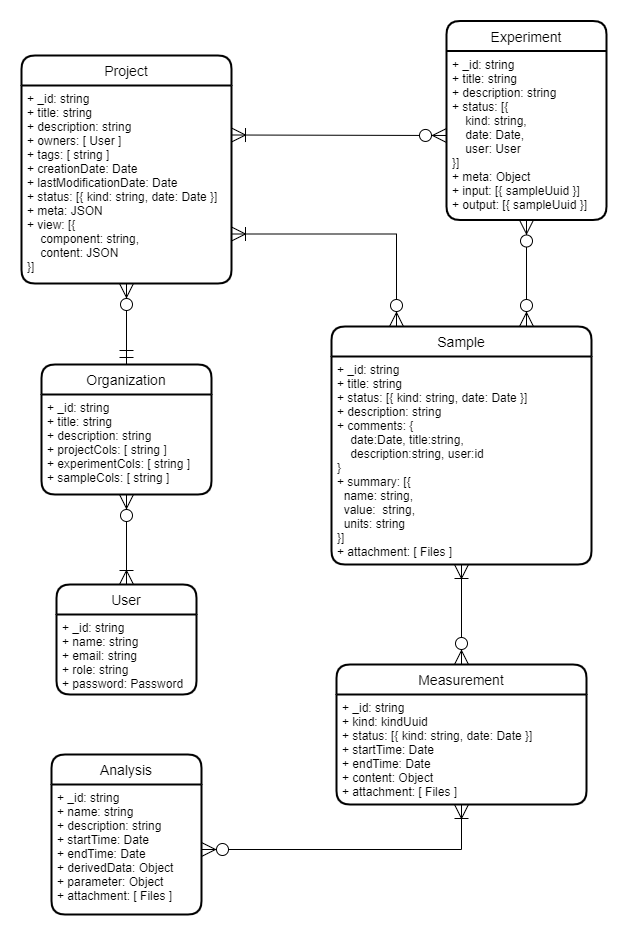 Project
+ _id: string
+ title: string
+ description: string
+ owners: [ User ]
+ tags: [ string ]
+ creationDate: Date
+ lastModificationDate: Date
+ status: [{ kind: string, date: Date }]
+ meta: JSON
+ view: [{
component: string,
content: JSON
}]
Experiment
+ _id: string
+ title: string
+ description: string
+ status: [{
kind: string,
date: Date,
user: User
}]
+ meta: Object
+ input: [{ sampleUuid }]
+ output: [{ sampleUuid }]
Organization
+ _id: string
+ title: string
+ description: string
+ projectCols: [ string ]
+ experimentCols: [ string ]
+ sampleCols: [ string ]
Sample
+ _id: string
+ title: string
+ status: [{ kind: string, date: Date }]
+ description: string
+ comments: {
date:Date, title:string,
description:string, user:id
}
+ summary: [{
name: string,
value:  string,
units: string
}]
+ attachment: [ Files ]
User
+ _id: string
+ name: string
+ email: string
+ role: string
+ password: Password
Measurement
+ _id: string
+ kind: kindUuid
+ status: [{ kind: string, date: Date }]
+ startTime: Date
+ endTime: Date
+ content: Object
+ attachment: [ Files ]
Analysis
+ _id: string
+ name: string
+ description: string
+ startTime: Date
+ endTime: Date
+ derivedData: Object
+ parameter: Object
+ attachment: [ Files ]